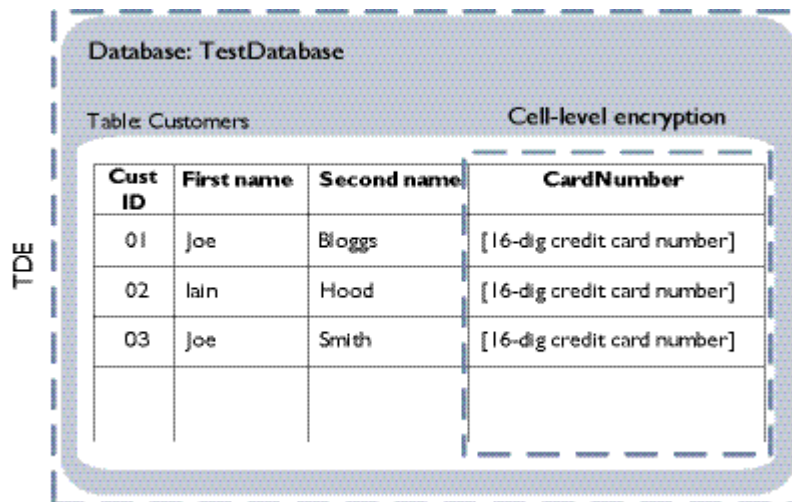 Database: TestDatabase
Table: Customers
Cell-level encryption
TDE
Cust ID First name Second name CardNumber
01 Joe Bloggs [16-dig credit card number]
02 Iain Hood [16-dig credit card number]
03 Joe Smith [16-dig credit card number]